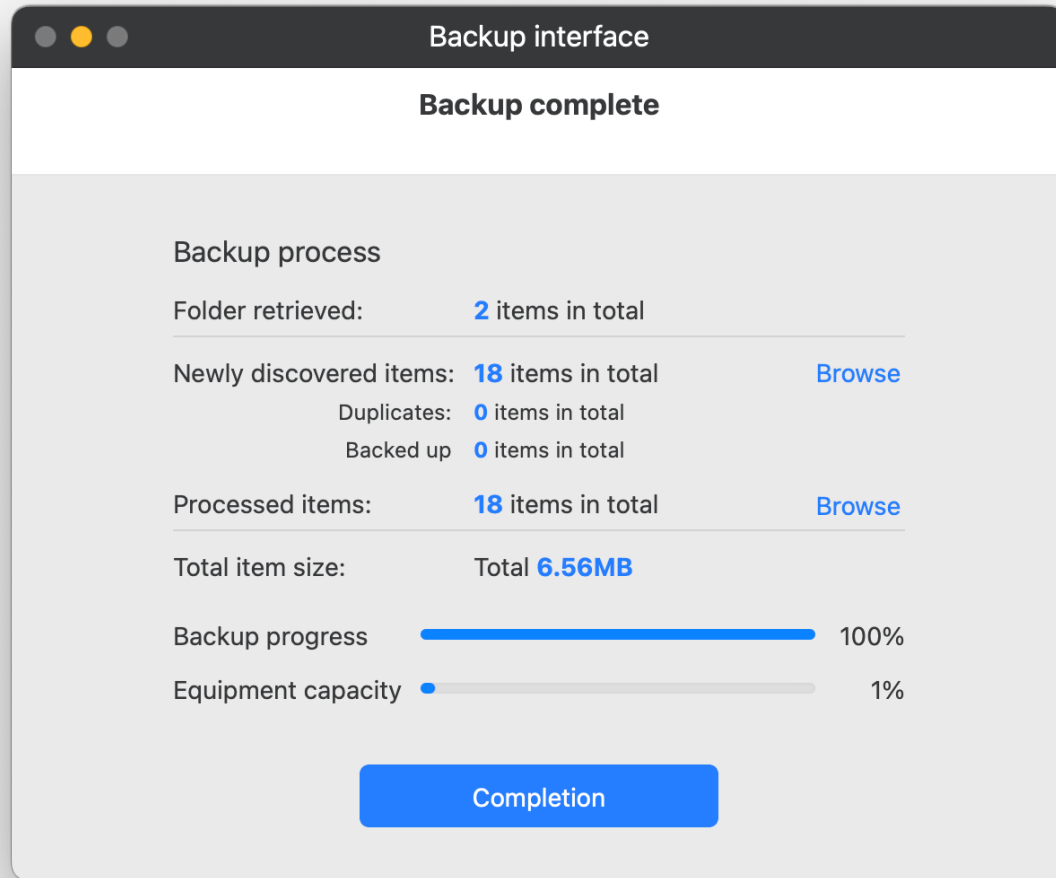 Backup interface
Backup complete
Backup process
Folder retrieved: 2 items in total
Newly discovered items: 18 items in total Browse
Duplicates: 0 items in total
Backed up 0 items in total
Processed items: 18 items in total Browse
Total item size: Total 6.56MB
Backup progress 100%
Equipment capacity 1%
Completion